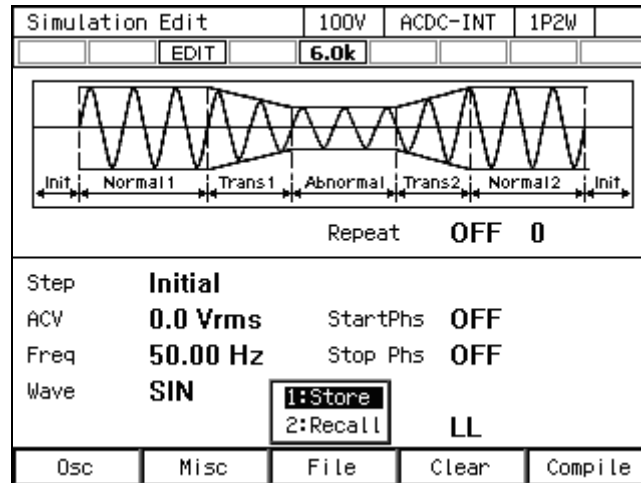 Simulation Edit 100V ACDC-INT 1P2W
EDIT 6.0k
Init Normal1 Trans1 Abnormal Trans2 Normal2 Init
Repeat OFF 0
Step Initial
ACV 0.0 Vrms StartPhs OFF
Freq 50.00 Hz Stop Phs OFF
Wave SIN 1:Store
2:Recall LL
Osc Misc File Clear Compile